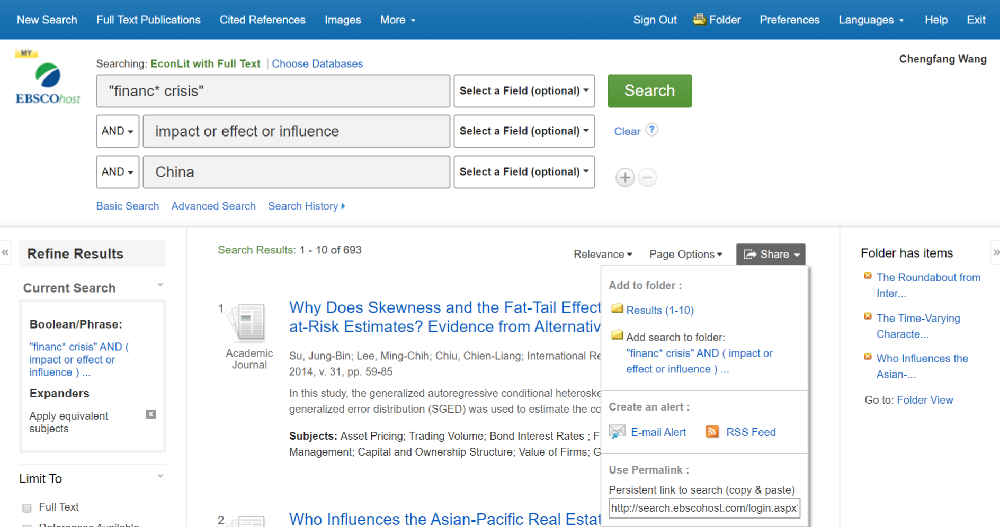 New Search Full Text Publications Cited References Images More Sign Out Folder Preferences Languages Help Exit
MY
EBSCOhost
Chengfang Wang
Searching: EconLit with Full Text | Choose Databases
"financ* crisis" Select a Field (optional) Search
AND impact or effect or influence Select a Field (optional) Clear ?
AND China Select a Field (optional)
Basic Search Advanced Search Search History
Refine Results
Current Search
Boolean/Phrase:
"financ* crisis" AND (
impact or effect or
influence ) ...
Expanders
Apply equivalent
subjects
Limit To
Full Text
References Available
Search Results: 1 - 10 of 693
Relevance Page Options Share
1.
Academic
Journal
Why Does Skewness and the Fat-Tail Effect
at-Risk Estimates? Evidence from Alternativ
Su, Jung-Bin; Lee, Ming-Chih; Chiu, Chien-Liang; International Re
2014, v. 31, pp. 59-85
In this study, the generalized autoregressive conditional heteroske
generalized error distribution (SGED) was used to estimate the co
Subjects: Asset Pricing; Trading Volume; Bond Interest Rates ; F
Management; Capital and Ownership Structure; Value of Firms; G
2.
Who Influences the Asian-Pacific Real Estat
Add to folder :
Results (1-10)
Add search to folder:
"financ* crisis" AND ( impact or
effect or influence ) ...
Create an alert :
E-mail Alert RSS Feed
Use Permalink :
Persistent link to search (copy & paste)
http://search.ebscohost.com/login.aspx
Folder has items
The Roundabout from
Inter...
The Time-Varying
Characte...
Who Influences the
Asian-...
Go to: Folder View